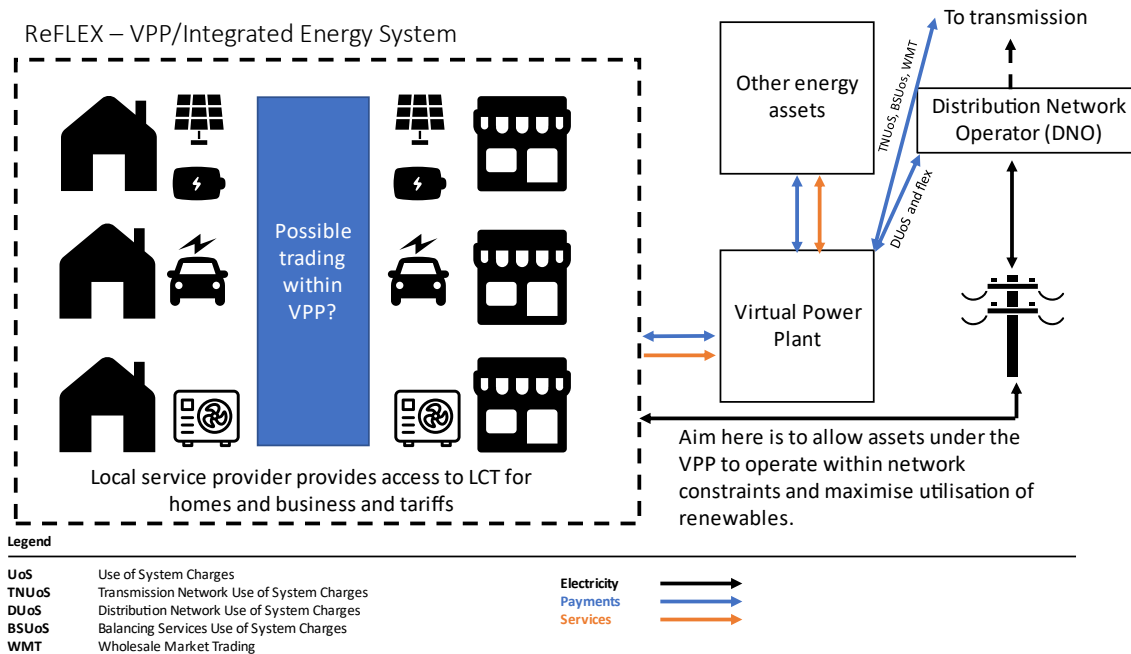 ReFLEX – VPP/Integrated Energy System
Possible
trading
within
VPP?
Local service provider provides access to LCT for
homes and business and tariffs
Other energy
assets
Virtual Power
Plant
TNUoS, BSUos, WMT
DUoS and flex
To transmission
Distribution Network
Operator (DNO)
Aim here is to allow assets under the
VPP to operate within network
constraints and maximise utilisation of
renewables.
Legend
UoS Use of System Charges
TNUoS Transmission Network Use of System Charges
DUoS Distribution Network Use of System Charges
BSUoS Balancing Services Use of System Charges
WMT Wholesale Market Trading
Electricity
Payments
Services